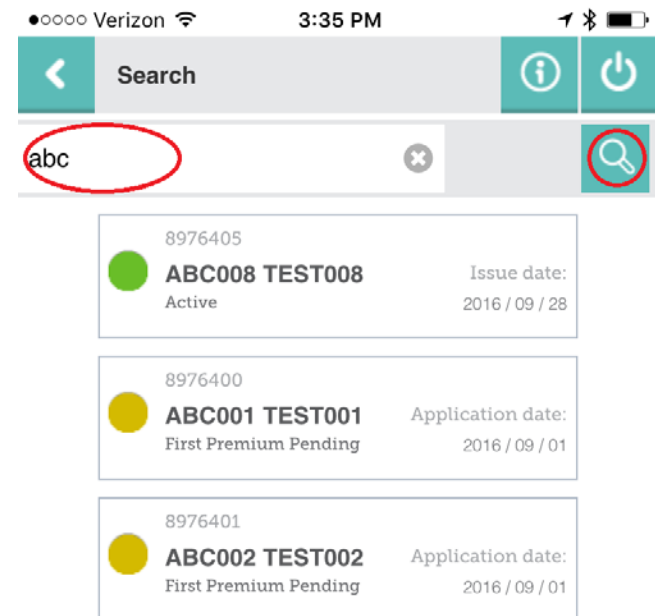 Verizon 3:35 PM
Search
abc
8976405
ABC008 TEST008 Issue date:
Active 2016 / 09 / 28
8976400
ABC001 TEST001 Application date:
First Premium Pending 2016 / 09 / 01
8976401
ABC002 TEST002 Application date:
First Premium Pending 2016 / 09 / 01